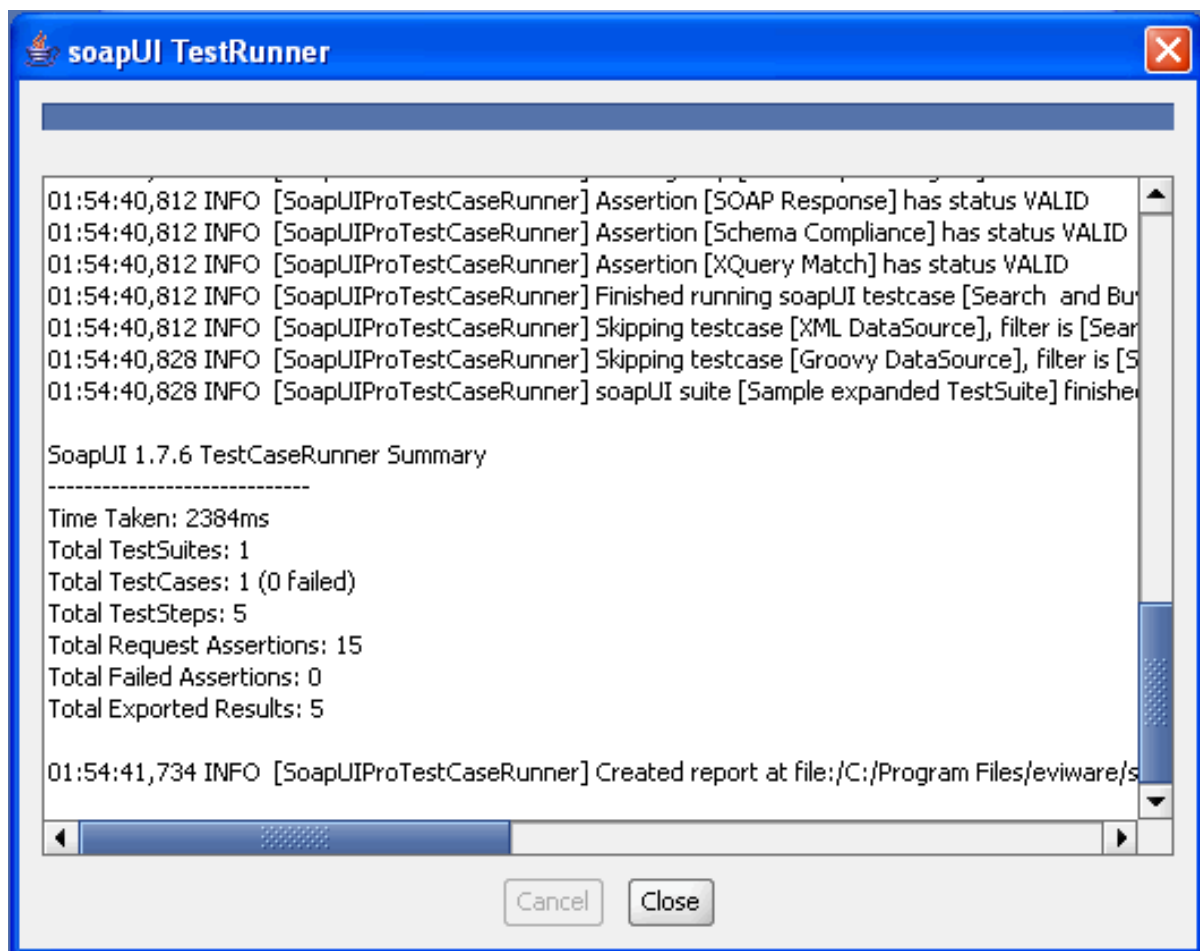 soapUI TestRunner
01:54:40,812 INFO [SoapUIProTestCaseRunner] Assertion [SOAP Response] has status VALID
01:54:40,812 INFO [SoapUIProTestCaseRunner] Assertion [Schema Compliance] has status VALID
01:54:40,812 INFO [SoapUIProTestCaseRunner] Assertion [XQuery Match] has status VALID
01:54:40,812 INFO [SoapUIProTestCaseRunner] Finished running soapUI testcase [Search and
01:54:40,812 INFO [SoapUIProTestCaseRunner] Skipping testcase [XML DataSource], filter is [Sear
01:54:40,828 INFO [SoapUIProTestCaseRunner] Skipping testcase [Groovy DataSource], filter is [S
01:54:40,828 INFO [SoapUIProTestCaseRunner] soapUI suite [Sample expanded TestSuite]
SoapUI 1.7.6 TestCaseRunner Summary
----------------------------
Time Taken: 2384ms
Total TestSuites: 1
Total TestCases: 1 (0 failed)
Total TestSteps: 5
Total Request Assertions: 15
Total Failed Assertions: 0
Total Exported Results: 5
01:54:41,734 INFO [SoapUIProTestCaseRunner] Created report at file:/C:/Program Files/eviware/s
Cancel
Close